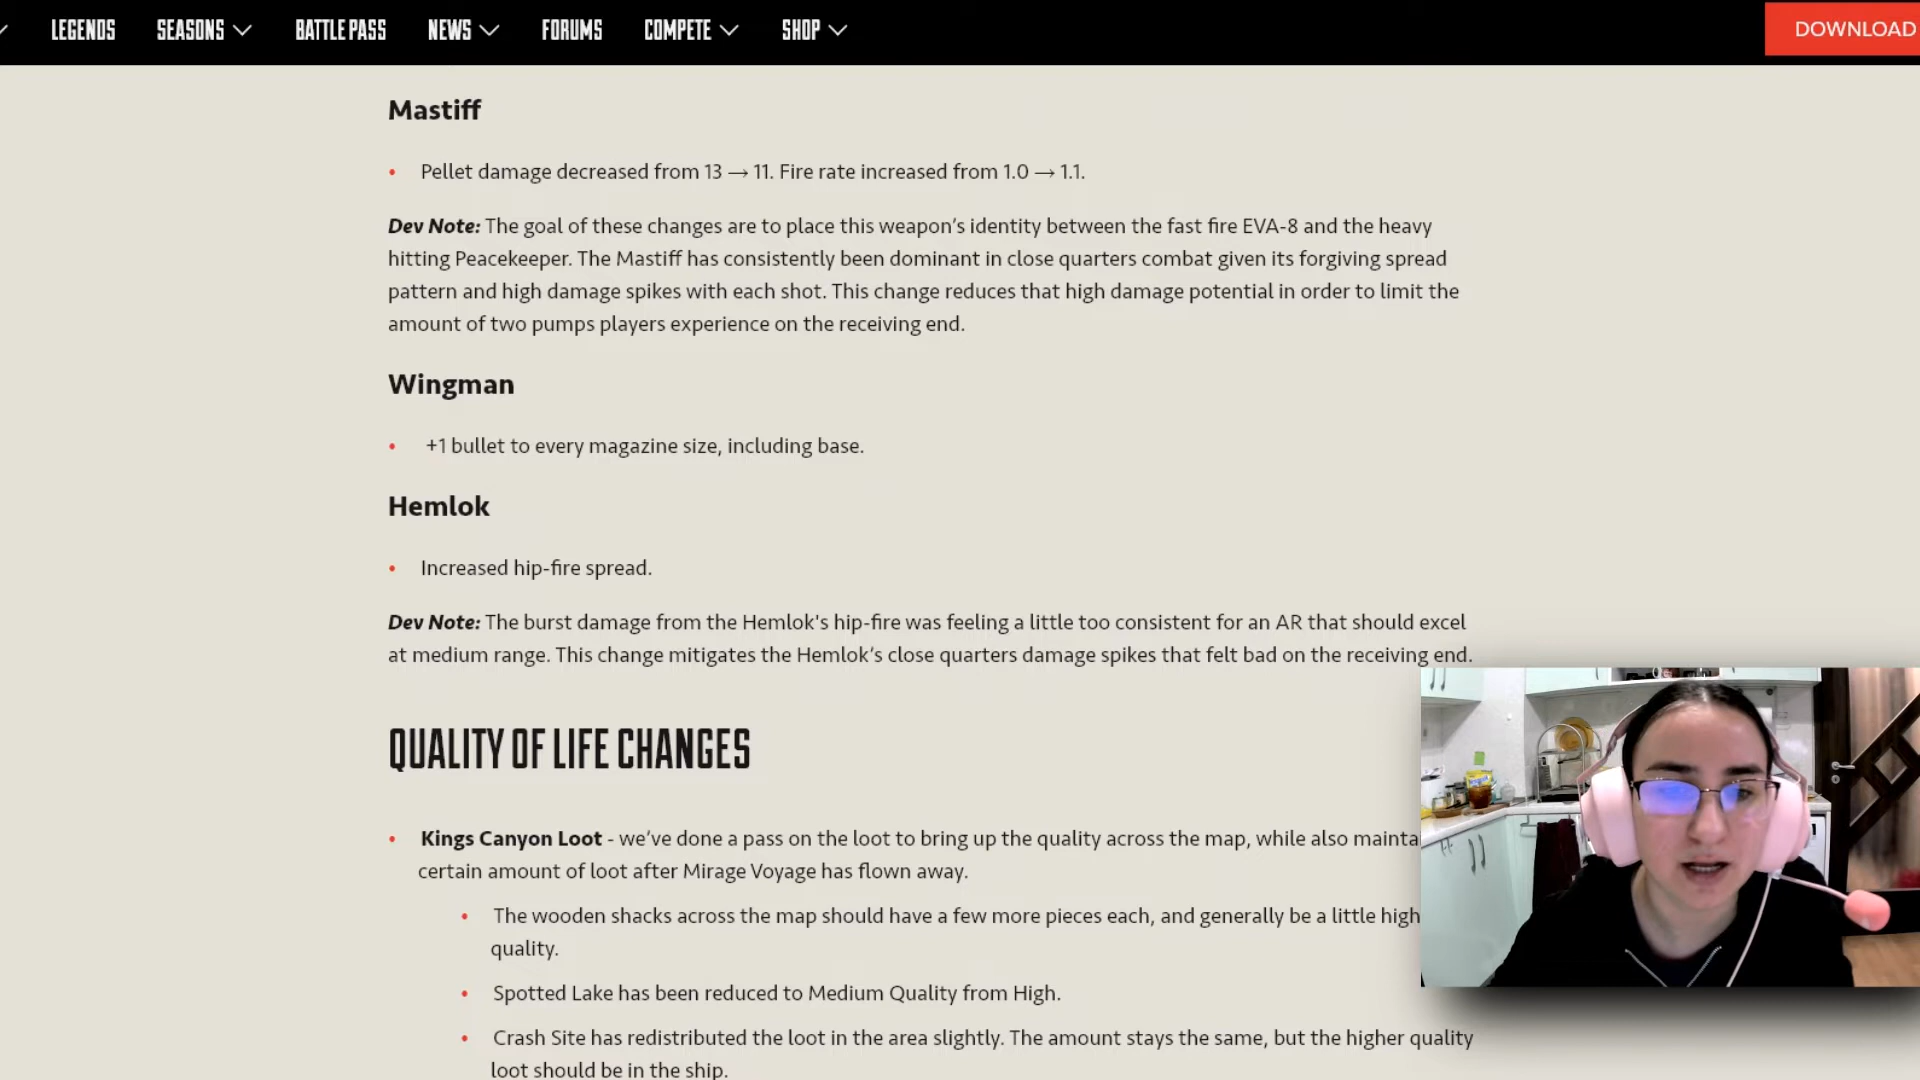 LEGENDS SEASONS BATTLE PASS NEWS FORUMS COMPETE SHOP DOWNLOAD
Mastiff
• Pellet damage decreased from 13 → 11. Fire rate increased from 1.0 → 1.1.
Dev Note: The goal of these changes are to place this weapon’s identity between the fast fire EVA-8 and the heavy
hitting Peacekeeper. The Mastiff has consistently been dominant in close quarters combat given its forgiving spread
pattern and high damage spikes with each shot. This change reduces that high damage potential in order to limit the
amount of two pumps players experience on the receiving end.
Wingman
• +1 bullet to every magazine size, including base.
Hemlok
• Increased hip-fire spread.
Dev Note: The burst damage from the Hemlok's hip-fire was feeling a little too consistent for an AR that should excel
at medium range. This change mitigates the Hemlok’s close quarters damage spikes that felt bad on the receiving end.
QUALITY OF LIFE CHANGES
• Kings Canyon Loot - we’ve done a pass on the loot to bring up the quality across the map, while also mainta
certain amount of loot after Mirage Voyage has flown away.
• The wooden shacks across the map should have a few more pieces each, and generally be a little high
quality.
• Spotted Lake has been reduced to Medium Quality from High.
• Crash Site has redistributed the loot in the area slightly. The amount stays the same, but the higher quality
loot should be in the ship.